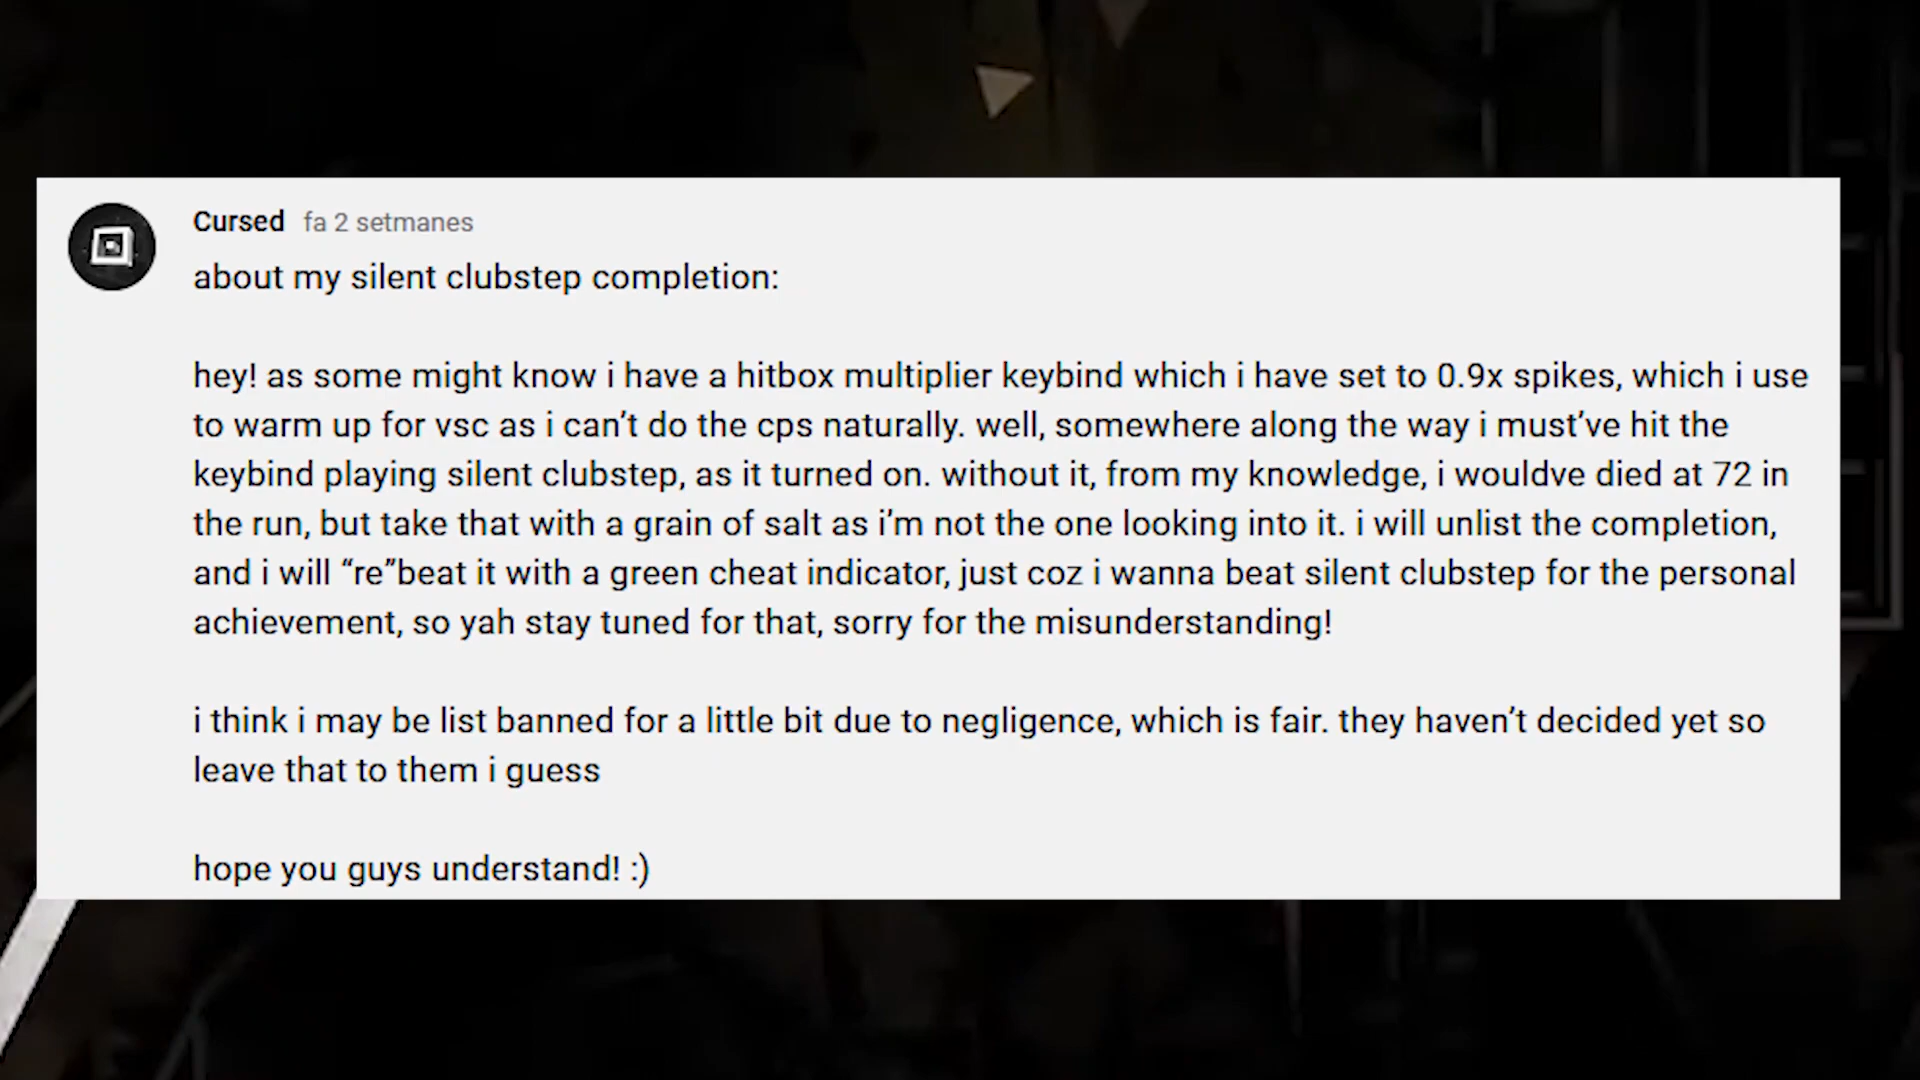 Cursed fa 2 setmanes
about my silent clubstep completion:
hey! as some might know i have a hitbox multiplier keybind which i have set to 0.9x spikes, which i use
to warm up for vsc as i can’t do the cps naturally. well, somewhere along the way i must’ve hit the
keybind playing silent clubstep, as it turned on. without it, from my knowledge, i wouldve died at 72 in
the run, but take that with a grain of salt as i’m not the one looking into it. i will unlist the completion,
and i will “re”beat it with a green cheat indicator, just coz i wanna beat silent clubstep for the personal
achievement, so yah stay tuned for that, sorry for the misunderstanding!
i think i may be list banned for a little bit due to negligence, which is fair. they haven’t decided yet so
leave that to them i guess
hope you guys understand! :)